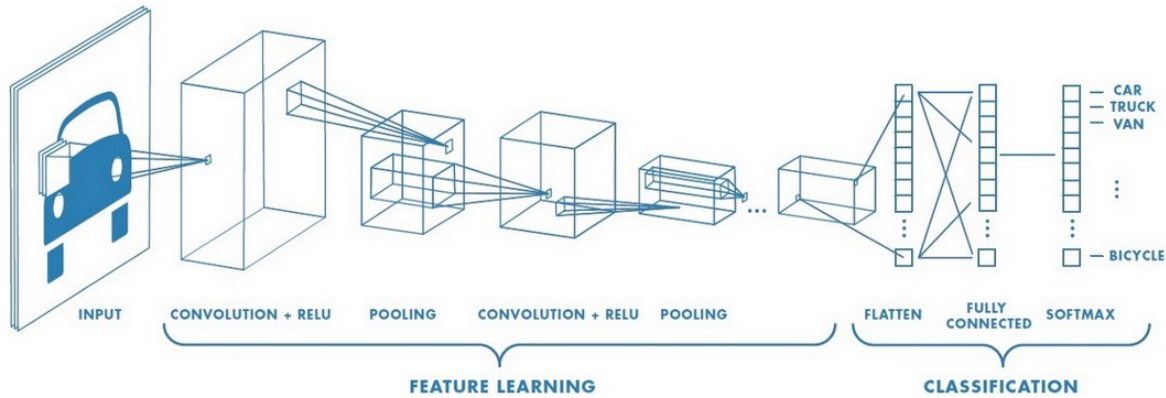 CAR
TRUCK
VAN
BICYCLE
INPUT
CONVOLUTION + RELU
POOLING
CONVOLUTION + RELU
POOLING
FLATTEN
FULLY
CONNECTED
SOFTMAX
FEATURE LEARNING
CLASSIFICATION